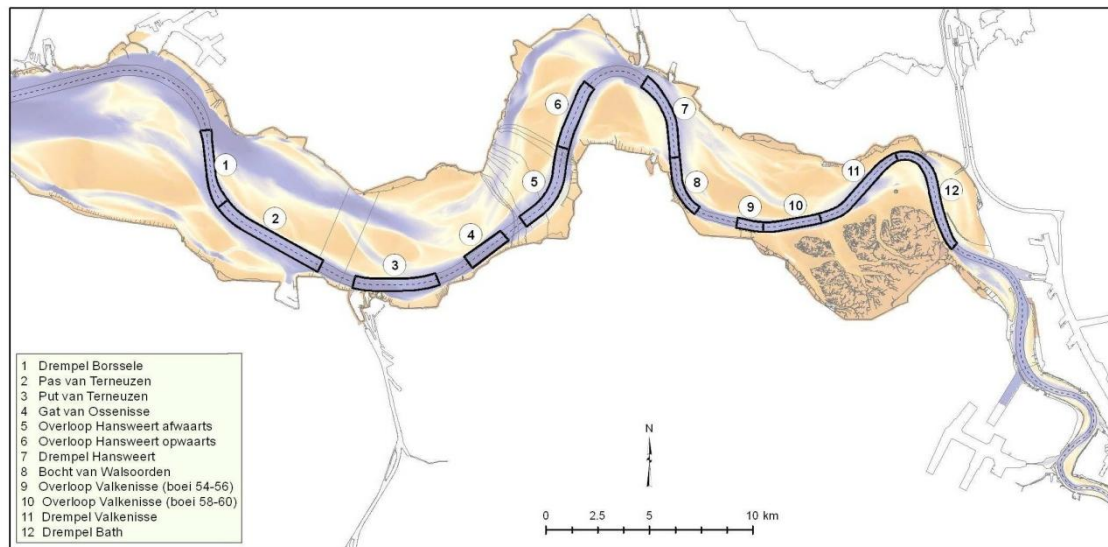 1
2
3
4
5
6
7
8
9
10
11
12
1 Drempel Borssele
2 Pas van Terneuzen
3 Put van Terneuzen
4 Gat van Ossenisse
5 Overloop Hansweert afwaarts
6 Overloop Hansweert opwaarts
7 Drempel Hansweert
8 Bocht van Walsoorden
9 Overloop Valkenisse (boei 54-56)
10 Overloop Valkenisse (boei 58-60)
11 Drempel Valkenisse
12 Drempel Bath
N
0 2.5 5 10 km